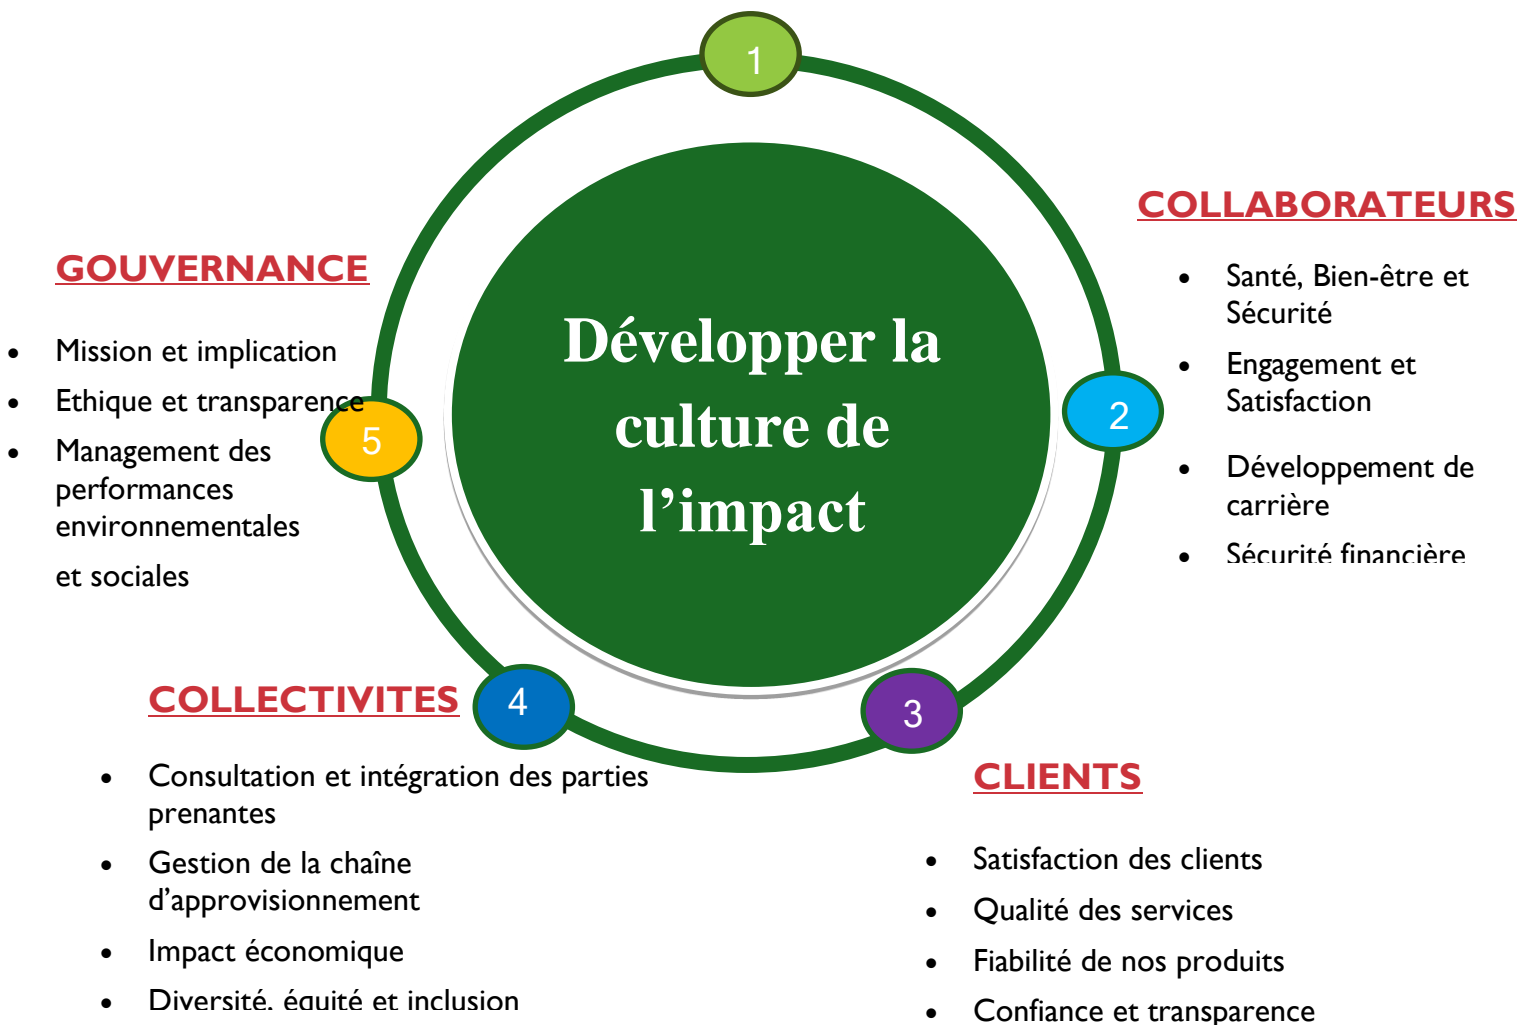 1
COLLABORATEURS
• Santé, Bien-être et
Sécurité
• Engagement et
Satisfaction
• Développement de
carrière
• Sécurité financière
2
GOUVERNANCE
• Mission et implication
• Ethique et transparence
• Management des
performances
environnementales
et sociales
5
Développer la
culture de
l’impact
COLLECTIVITES
4
• Consultation et intégration des parties
prenantes
• Gestion de la chaîne
d’approvisionnement
• Impact économique
• Diversité, équité et inclusion
3
CLIENTS
• Satisfaction des clients
• Qualité des services
• Fiabilité de nos produits
• Confiance et transparence